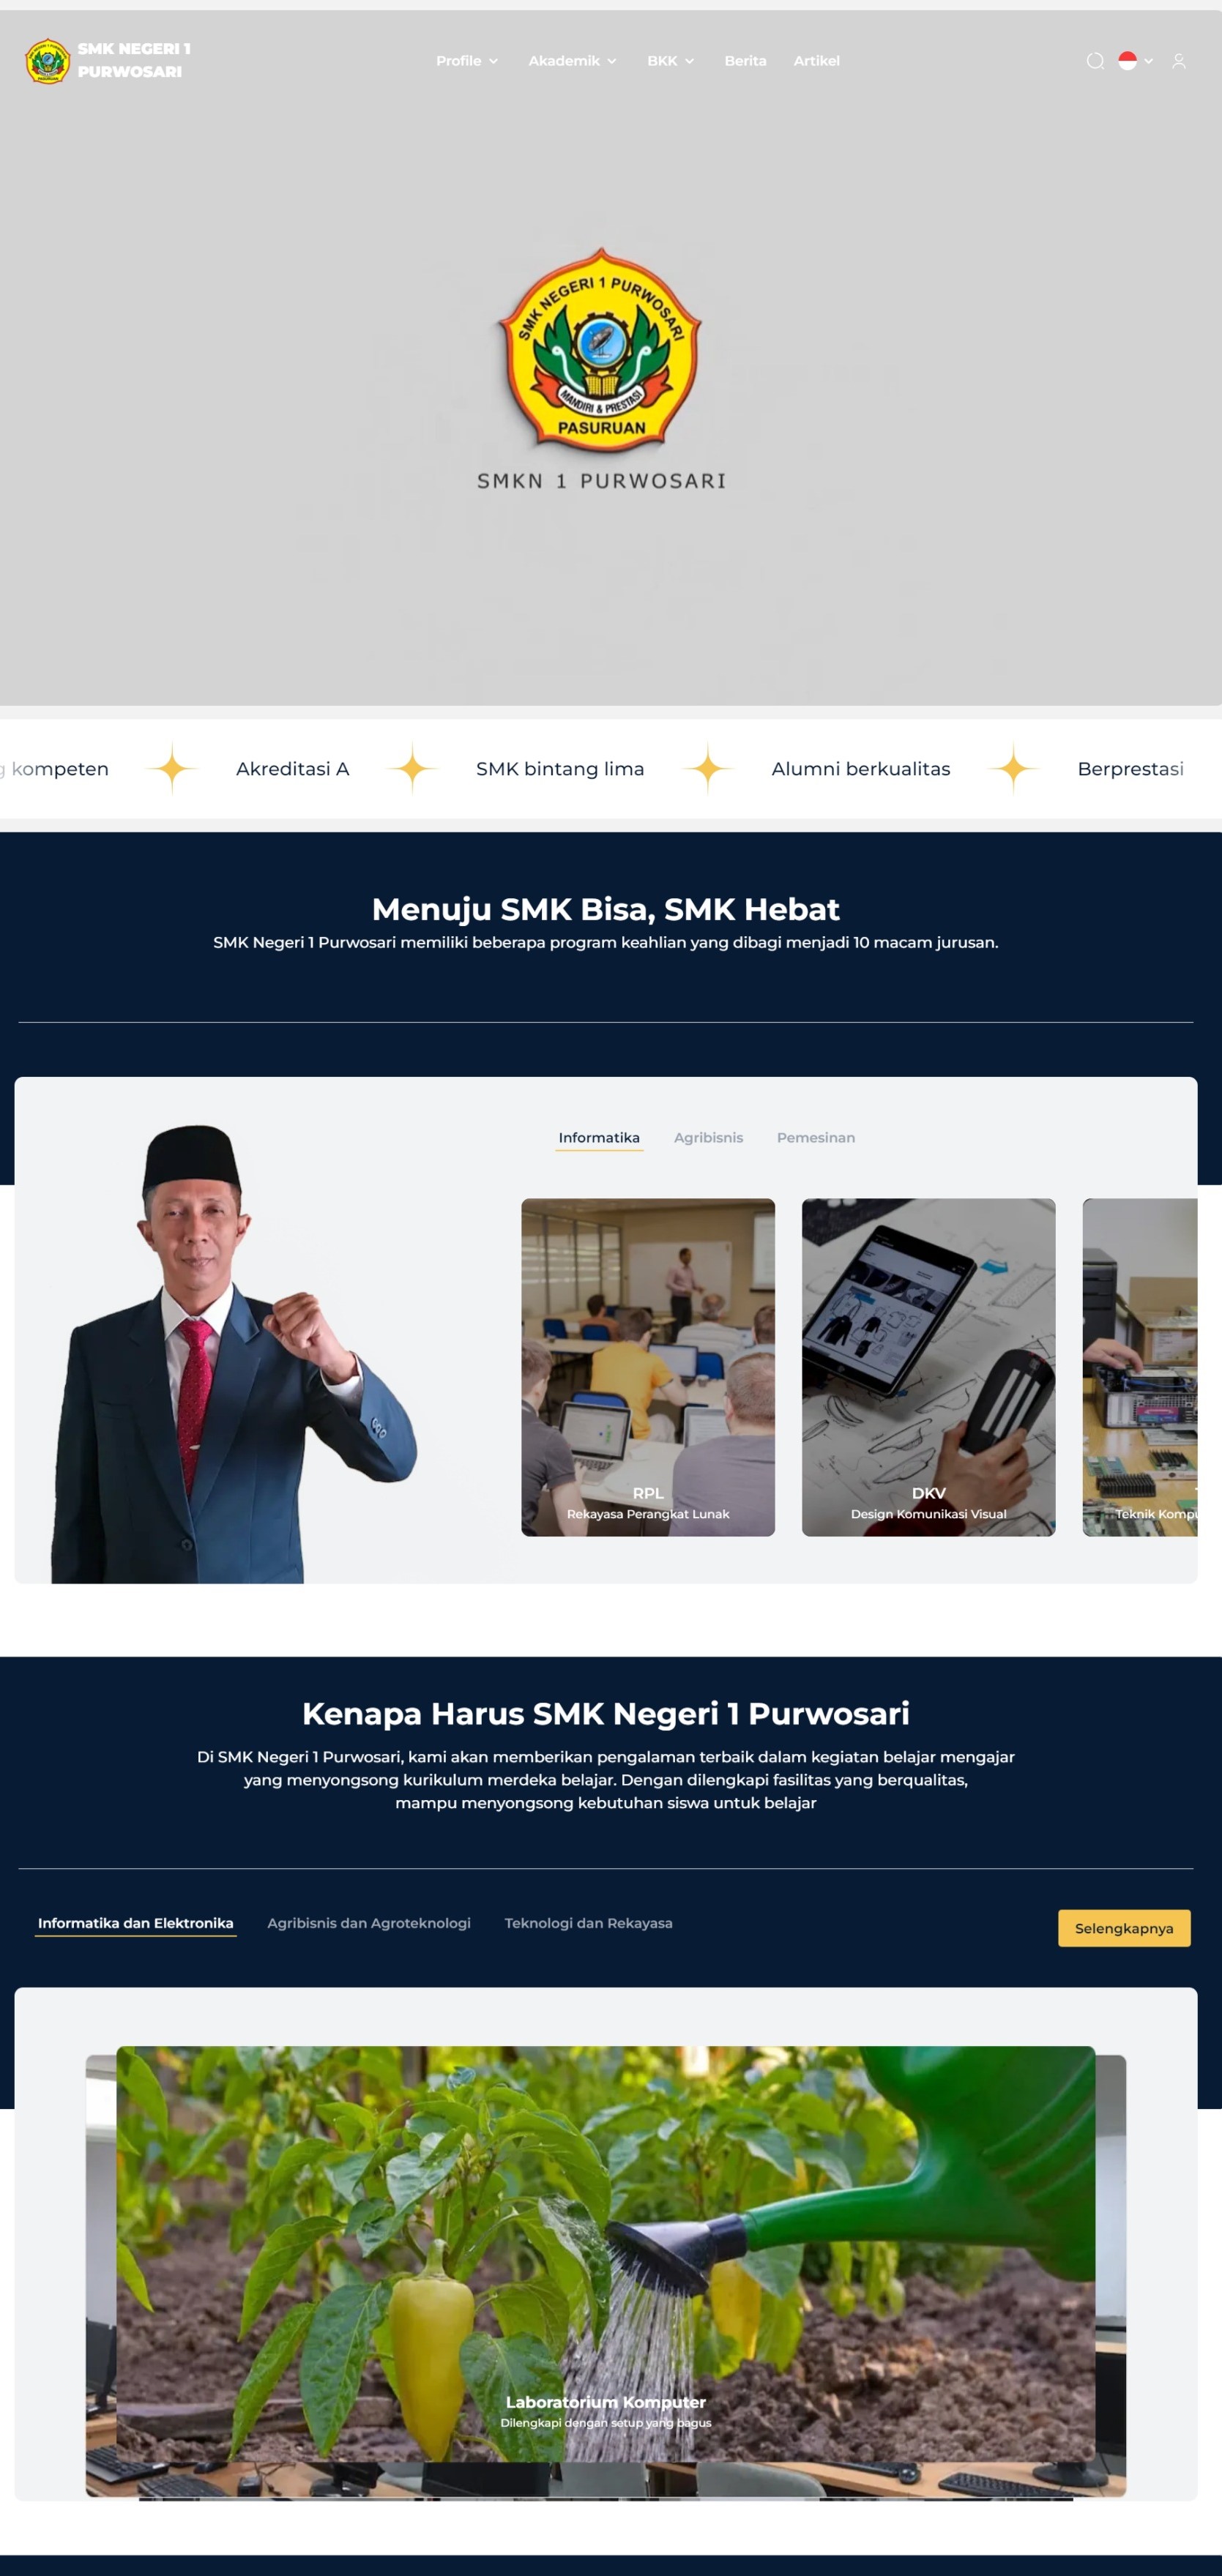 SMK NEGERI 1
PURWOSARI
Profile
Akademik
BKK
Berita
Artikel
SMK NEGERI 1 PURWOSARI
MANDIRI & PRESTASI
PASURUAN
SMKN 1 PURWOSARI
kompeten
Akreditasi A
SMK bintang lima
Alumni berkualitas
Berprestasi
Menuju SMK Bisa, SMK Hebat
SMK Negeri 1 Purwosari memiliki beberapa program keahlian yang dibagi menjadi 10 macam jurusan.
Informatika
Agribisnis
Pemesinan
RPL
Rekayasa Perangkat Lunak
DKV
Design Komunikasi Visual
Teknik
Kenapa Harus SMK Negeri 1 Purwosari
Di SMK Negeri 1 Purwosari, kami akan memberikan pengalaman terbaik dalam kegiatan belajar mengajar
yang menyongsong kurikulum merdeka belajar. Dengan dilengkapi fasilitas yang berqualitas,
mampu menyongsong kebutuhan siswa untuk belajar
Informatika dan Elektronika
Agribisnis dan Agroteknologi
Teknologi dan Rekayasa
Selengkapnya
Laboratorium Komputer
Dilengkapi dengan setup yang bagus